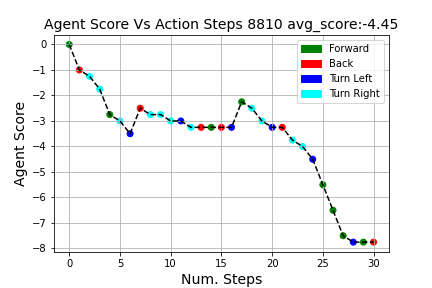 Agent Score Vs Action Steps 8810 avg_score:-4.45
Forward
Back
Turn Left
Turn Right
Agent Score
0
−1
−2
−3
−4
−5
−6
−7
−8
0 5 10 15 20 25 30
Num. Steps